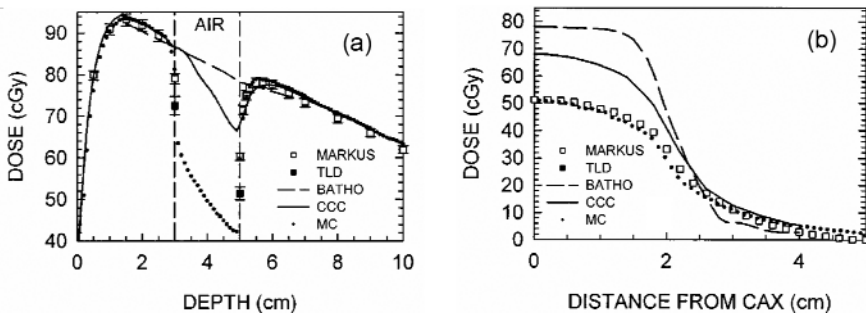 AIR
(a)
DOSE (cGy)
90
80
70
60
50
40
MARKUS
TLD
BATHO
CCC
MC
0 2 4 6 8 10
DEPTH (cm)
(b)
DOSE (cGy)
90
80
70
60
50
40
30
20
10
0
MARKUS
TLD
BATHO
CCC
MC
0 2 4
DISTANCE FROM CAX (cm)